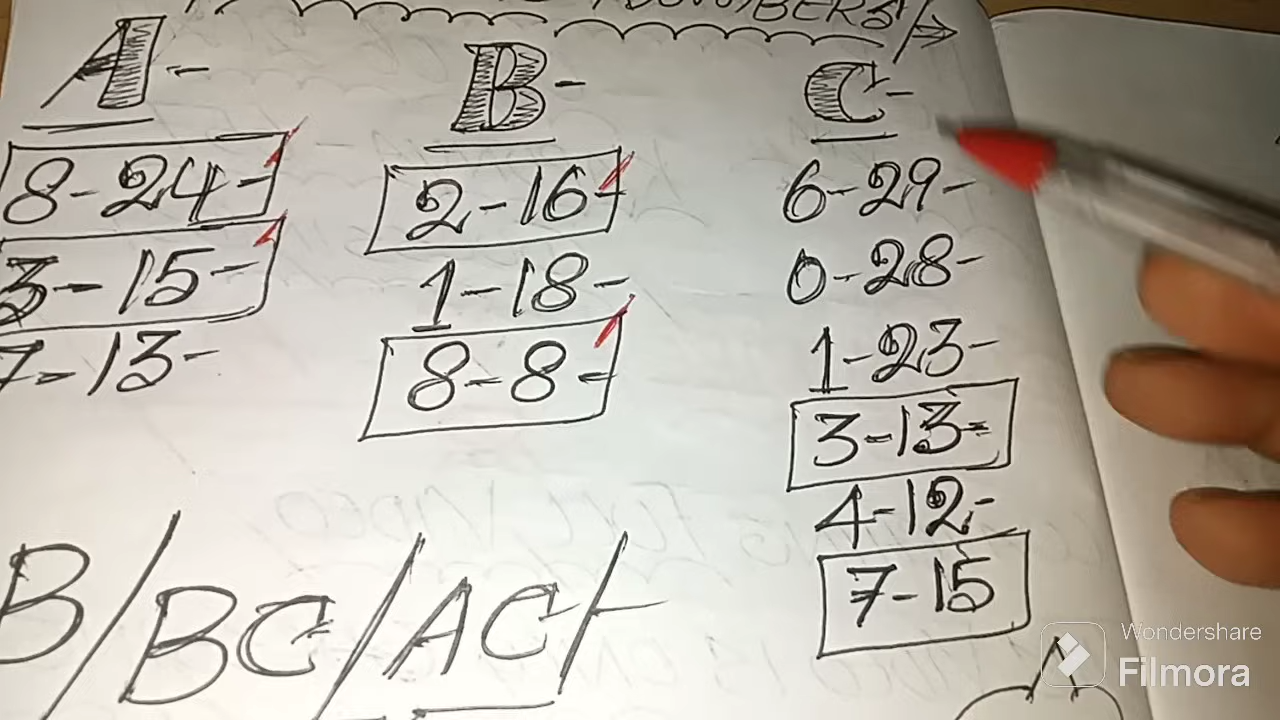 A- B- C-
8-24- 2-16- 6-29-
3-15- 1-18- 0-28-
7-13- 8-8- 1-23-
3-13-
4-12-
7-15
B/BC/AC/-
Wondershare
Filmora